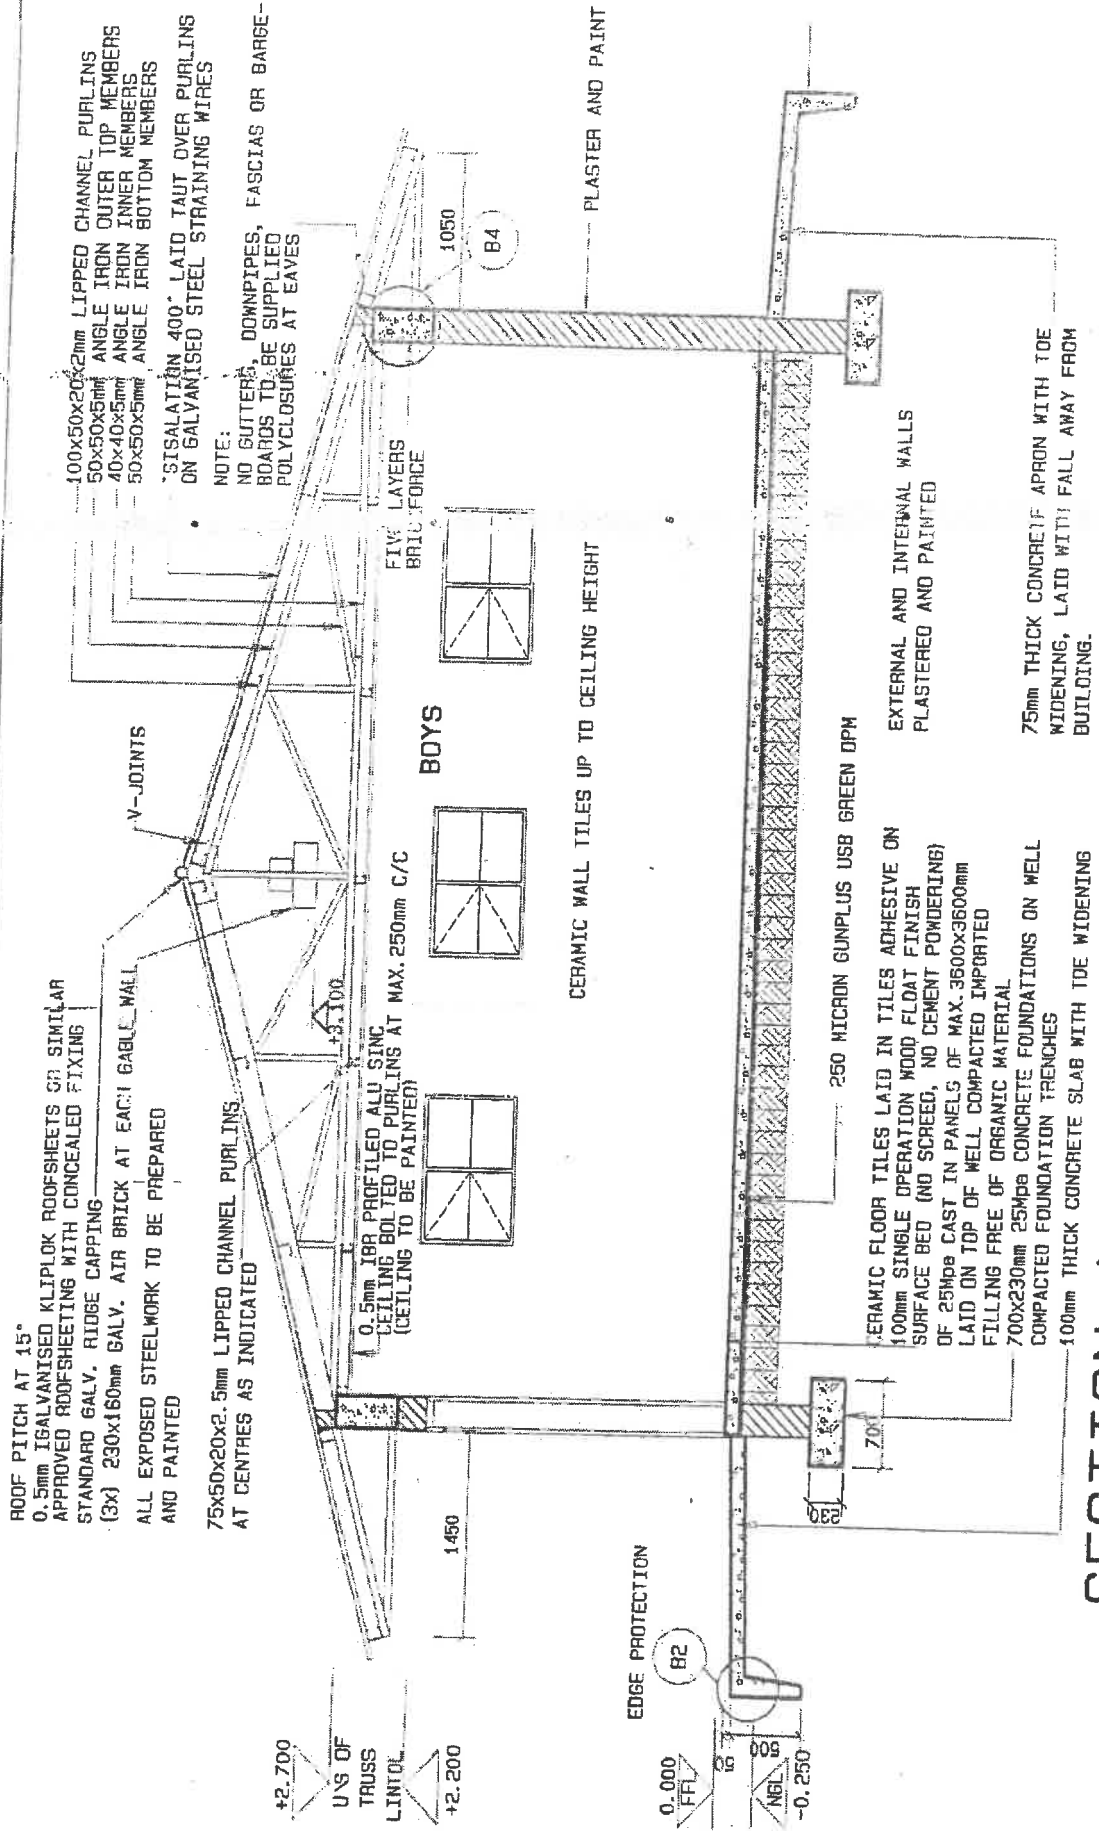 ROOF PITCH AT 15°
0.5mm IGALVANISED KLIPLOK ROOFSHEETS OR SIMILAR
APPROVED ROOFSHEETING WITH CONCEALED FIXING
STANDARD GALV. RIDGE CAPPING
(3x) 230x160mm GALV. AIR BRICK AT EACH GABLE WALL
ALL EXPOSED STEELWORK TO BE PREPARED
AND PAINTED
75x50x20x2.5mm LIPPED CHANNEL PURLINS
AT CENTRES AS INDICATED
V-JOINTS
100x50x20x2mm LIPPED CHANNEL PURLINS
50x50x5mm ANGLE IRON OUTER TOP MEMBERS
40x40x5mm ANGLE IRON INNER MEMBERS
50x50x5mm ANGLE IRON BOTTOM MEMBERS
"SISALATION 400" LAID TAUT OVER PURLINS
ON GALVANISED STEEL STRAINING WIRES
NOTE:
NO GUTTERS, DOWNPIPES, FASCIAS OR BARGE-
BOARDS TO BE SUPPLIED
POLYCLOSURES AT EAVES
+2.700
U\S OF
TRUSS
LINTOL
+2.200
1450
+3.100
0.5mm IBR PROFILED ALU SINC
CEILING BOLTED TO PURLINS AT MAX.250mm C/C
(CEILING TO BE PAINTED)
BOYS
FIVE LAYERS
BRICKFORCE
1050
B4
PLASTER AND PAINT
CERAMIC WALL TILES UP TO CEILING HEIGHT
EDGE PROTECTION
B2
0.000
FFL
NGL
-0.250
50
500
230
700
250 MICRON GUNPLUS USB GREEN DPM
CERAMIC FLOOR TILES LAID IN TILES ADHESIVE ON
100mm SINGLE OPERATION WOOD FLOAT FINISH
SURFACE BED (NO SCREED, NO CEMENT POWDERING)
OF 25Mpa CAST IN PANELS OF MAX.3600x3600mm
LAID ON TOP OF WELL COMPACTED IMPORTED
FILLING FREE OF ORGANIC MATERIAL
700x230mm 25Mpa CONCRETE FOUNDATIONS ON WELL
COMPACTED FOUNDATION TRENCHES
100mm THICK CONCRETE SLAB WITH TOE WIDENING
EXTERNAL AND INTERNAL WALLS
PLASTERED AND PAINTED
75mm THICK CONCRETE APRON WITH TOE
WIDENING, LAID WITH FALL AWAY FROM
BUILDING.
SECTION